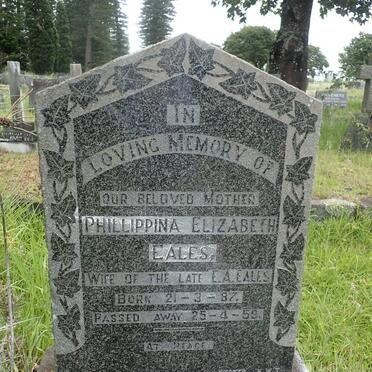 IN
LOVING MEMORY OF
OUR BELOVED MOTHER
PHILLIPPINA ELIZABETH
EALES,
WIFE OF THE LATE E.A. EALES
BORN 21-3-87.
PASSED AWAY 25-4-59.
AT PEACE